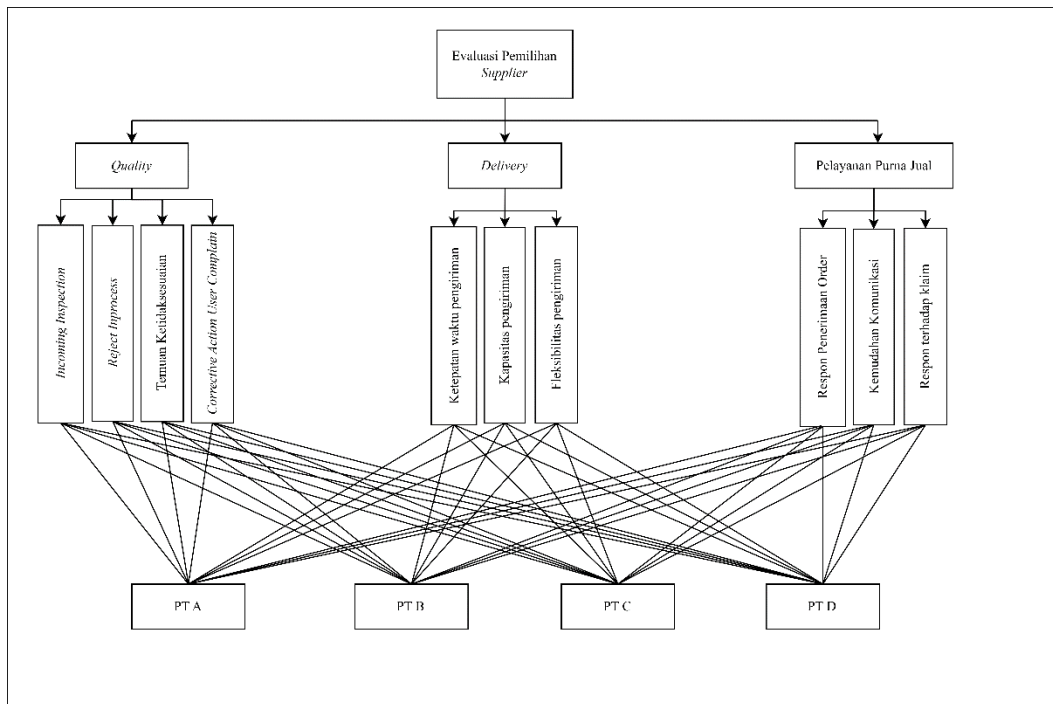 Evaluasi Pemilihan
Supplier
Quality
Delivery
Pelayanan Purna Jual
Incoming Inspection
Reject Inprocess
Temuan Ketidaksesuaian
Corrective Action User Complain
Ketepatan waktu pengiriman
Kapasitas pengiriman
Fleksibilitas pengiriman
Respon Penerimaan Order
Kemudahan Komunikasi
Respon terhadap klaim
PT A
PT B
PT C
PT D